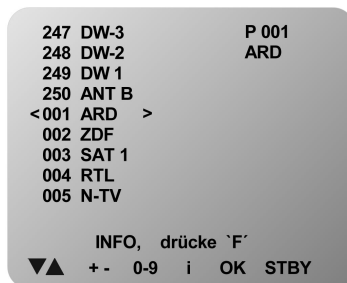 247 DW-3 P 001
248 DW-2 ARD
249 DW 1
250 ANT B
<001 ARD >
002 ZDF
003 SAT 1
004 RTL
005 N-TV
INFO, drücke `F´
▼▲ + - 0-9 i OK STBY